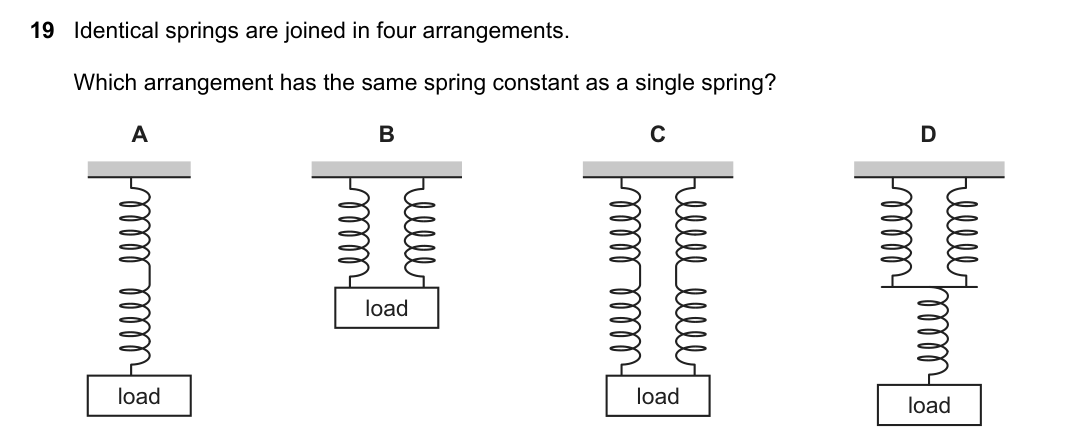 19 Identical springs are joined in four arrangements.
Which arrangement has the same spring constant as a single spring?
A B C D
load
load
load
load